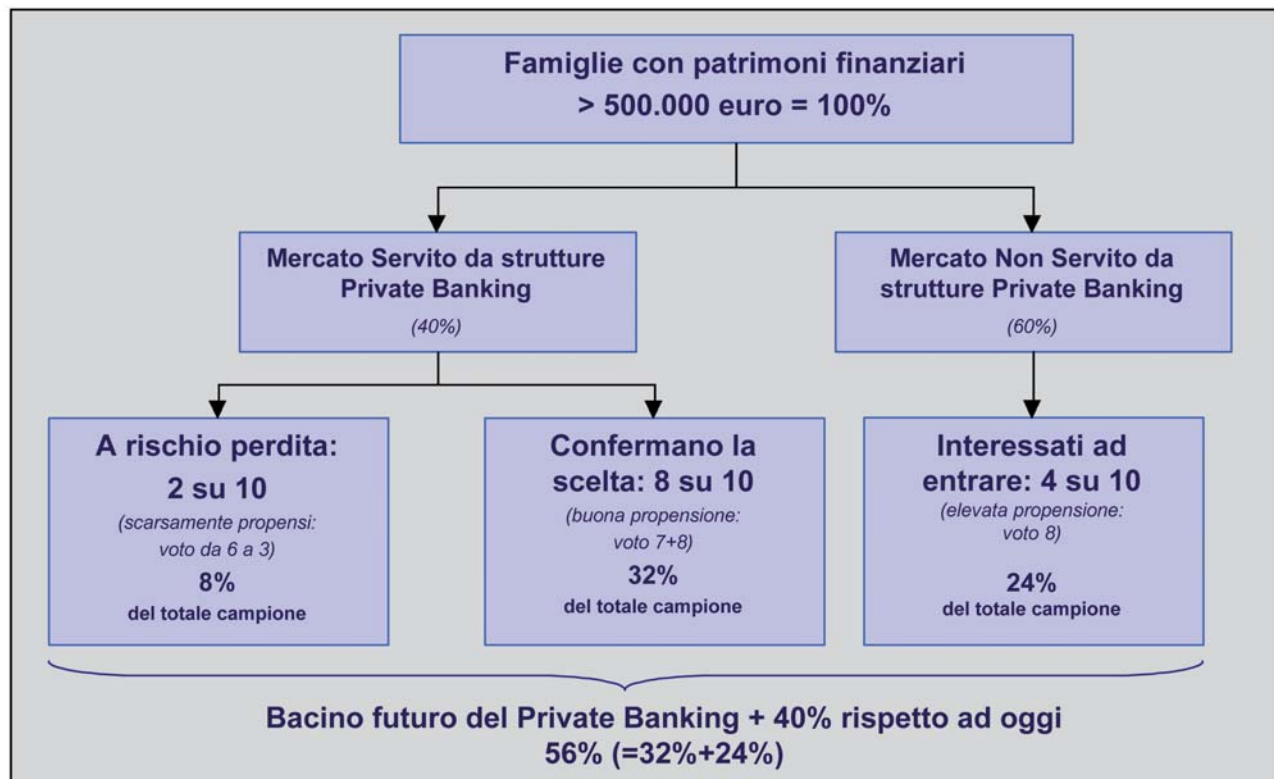 Famiglie con patrimoni finanziari
> 500.000 euro = 100%
Mercato Servito da strutture
Private Banking
(40%)
Mercato Non Servito da
strutture Private Banking
(60%)
A rischio perdita:
2 su 10
(scarsamente propensi:
voto da 6 a 3)
8%
del totale campione
Confermano la
scelta: 8 su 10
(buona propensione:
voto 7+8)
32%
del totale campione
Interessati ad
entrare: 4 su 10
(elevata propensione:
voto 8)
24%
del totale campione
Bacino futuro del Private Banking + 40% rispetto ad oggi
56% (=32%+24%)